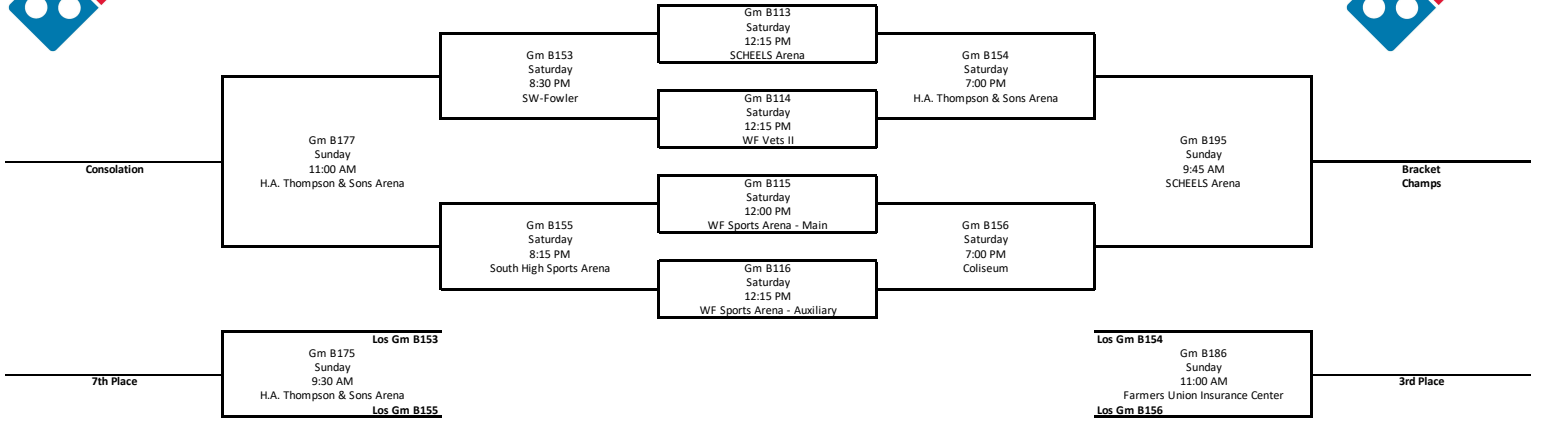 Gm B113
Saturday
12:15 PM
SCHEELS Arena
Gm B153
Saturday
8:30 PM
SW-Fowler
Gm B154
Saturday
7:00 PM
H.A. Thompson & Sons Arena
Gm B114
Saturday
12:15 PM
WF Vets II
Gm B177
Sunday
11:00 AM
H.A. Thompson & Sons Arena
Consolation
Gm B195
Sunday
9:45 AM
SCHEELS Arena
Bracket
Champs
Gm B115
Saturday
12:00 PM
WF Sports Arena - Main
Gm B155
Saturday
8:15 PM
South High Sports Arena
Gm B156
Saturday
7:00 PM
Coliseum
Gm B116
Saturday
12:15 PM
WF Sports Arena - Auxiliary
Los Gm B153
Gm B175
Sunday
9:30 AM
H.A. Thompson & Sons Arena
Los Gm B155
7th Place
Los Gm B154
Gm B186
Sunday
11:00 AM
Farmers Union Insurance Center
Los Gm B156
3rd Place